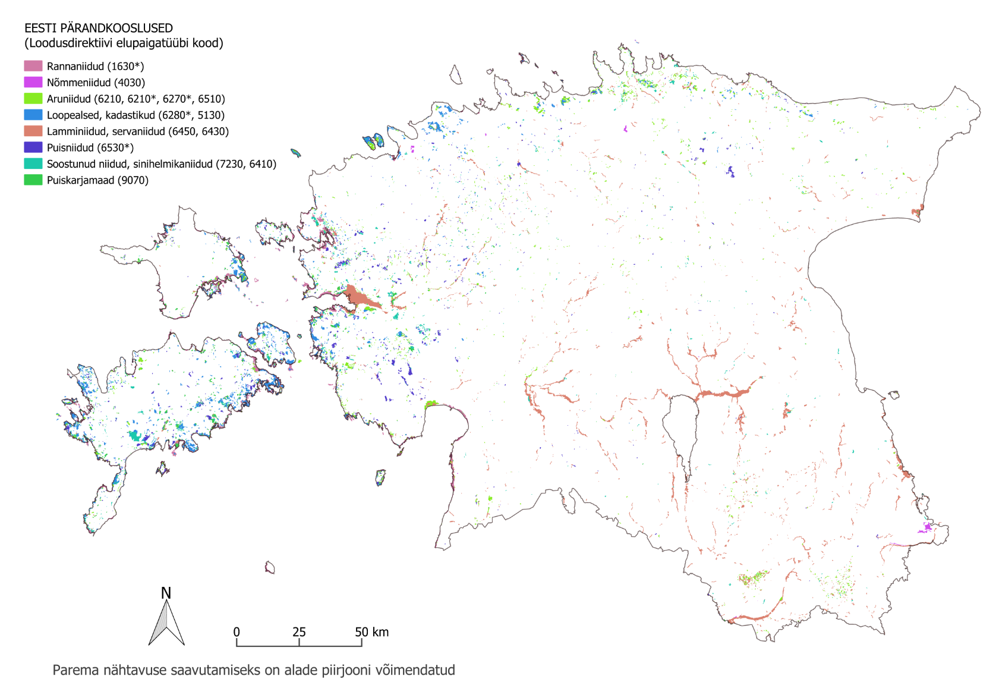 EESTI PÄRANDKOOSLUSED
(Loodusdirektiivi elupaigatüübi kood)
Rannaniidud (1630*)
Nõmmeniidud (4030)
Aruniidud (6210, 6210*, 6270*, 6510)
Loopealsed, kadastikud (6280*, 5130)
Lamminiidud, servaniidud (6450, 6430)
Puisniidud (6530*)
Soostunud niidud, sinihelmikaniidud (7230, 6410)
Puiskarjamaad (9070)
N
0 25 50 km
Parema nähtavuse saavutamiseks on alade piirjooni võimendatud